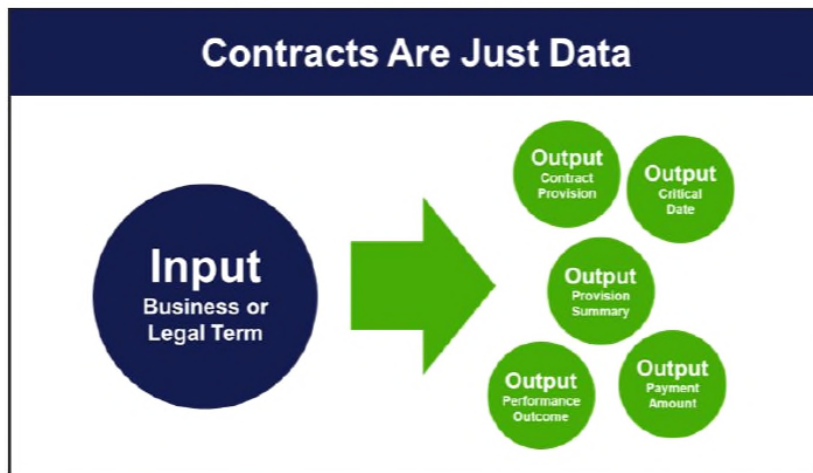 Contracts Are Just Data
Input
Business or
Legal Term
Output
Contract
Provision
Output
Critical
Date
Output
Provision
Summary
Output
Performance
Outcome
Output
Payment
Amount